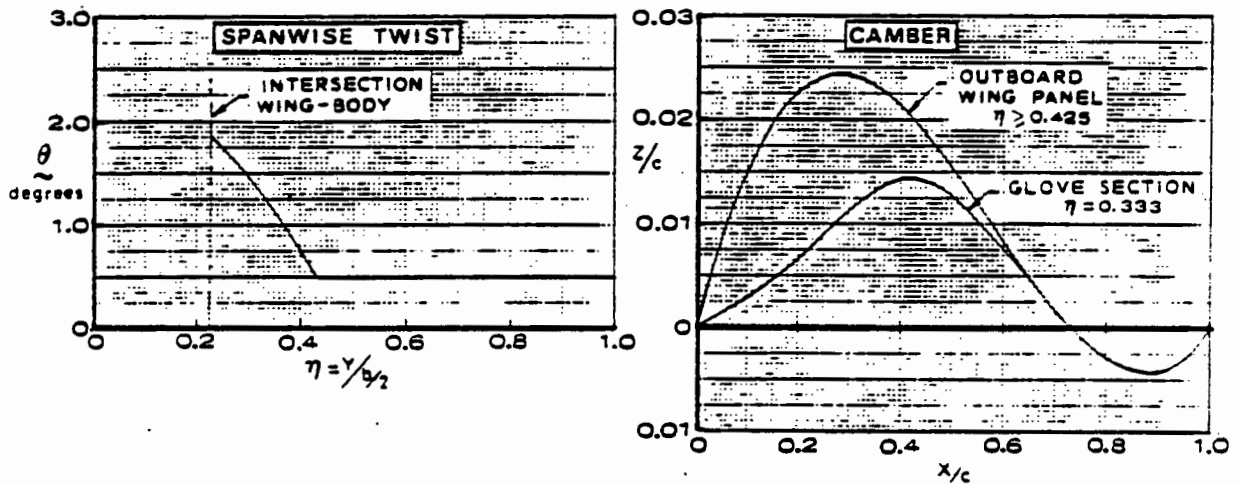 SPANWISE TWIST
INTERSECTION
WING-BODY
3.0
2.0
1.0
0
θ
~
degrees
0
0.2
0.4
0.6
0.8
1.0
η = Y/b/2
CAMBER
OUTBOARD
WING PANEL
η ≥ 0.425
GLOVE SECTION
η = 0.333
0.03
0.02
Z/c
0.01
0
0.01
0
0.2
0.4
0.6
0.8
1.0
X/c